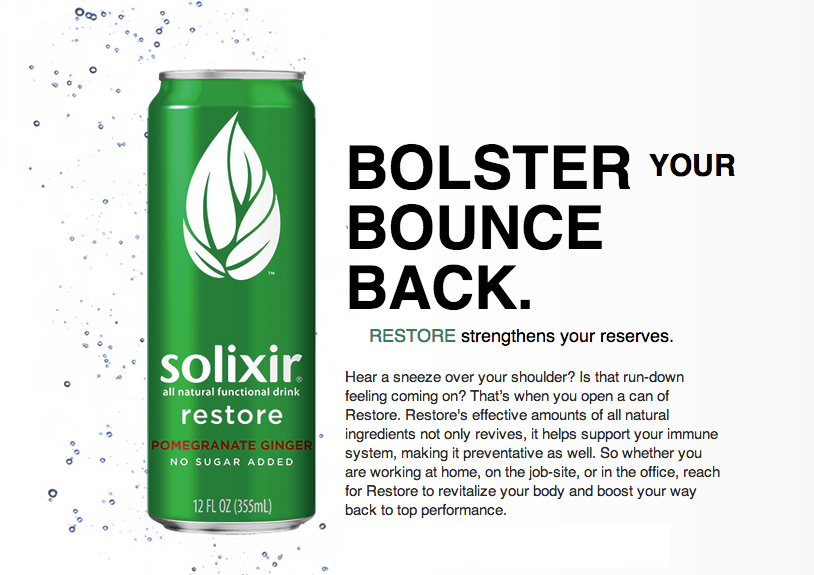 BOLSTER YOUR
BOUNCE
BACK.
RESTORE strengthens your reserves.
Hear a sneeze over your shoulder? Is that run-down
feeling coming on? That's when you open a can of
Restore. Restore's effective amounts of all natural
ingredients not only revives, it helps support your immune
system, making it preventative as well. So whether you
are working at home, on the job-site, or in the office, reach
for Restore to revitalize your body and boost your way
back to top performance.
™
solixir®
all natural functional drink
restore
POMEGRANATE GINGER
NO SUGAR ADDED
12 FL OZ (355mL)